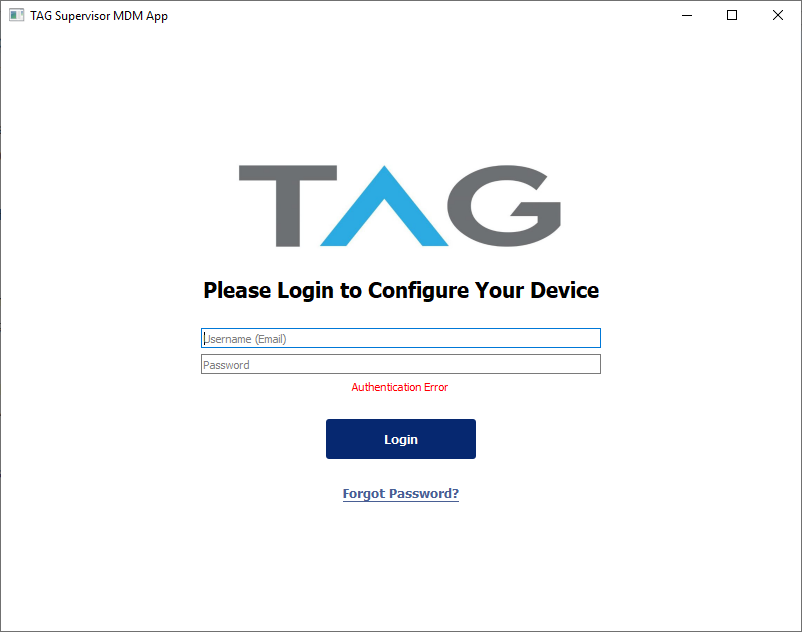 TAG Supervisor MDM App
TAG
Please Login to Configure Your Device
Username (Email)
Password
Authentication Error
Login
Forgot Password?